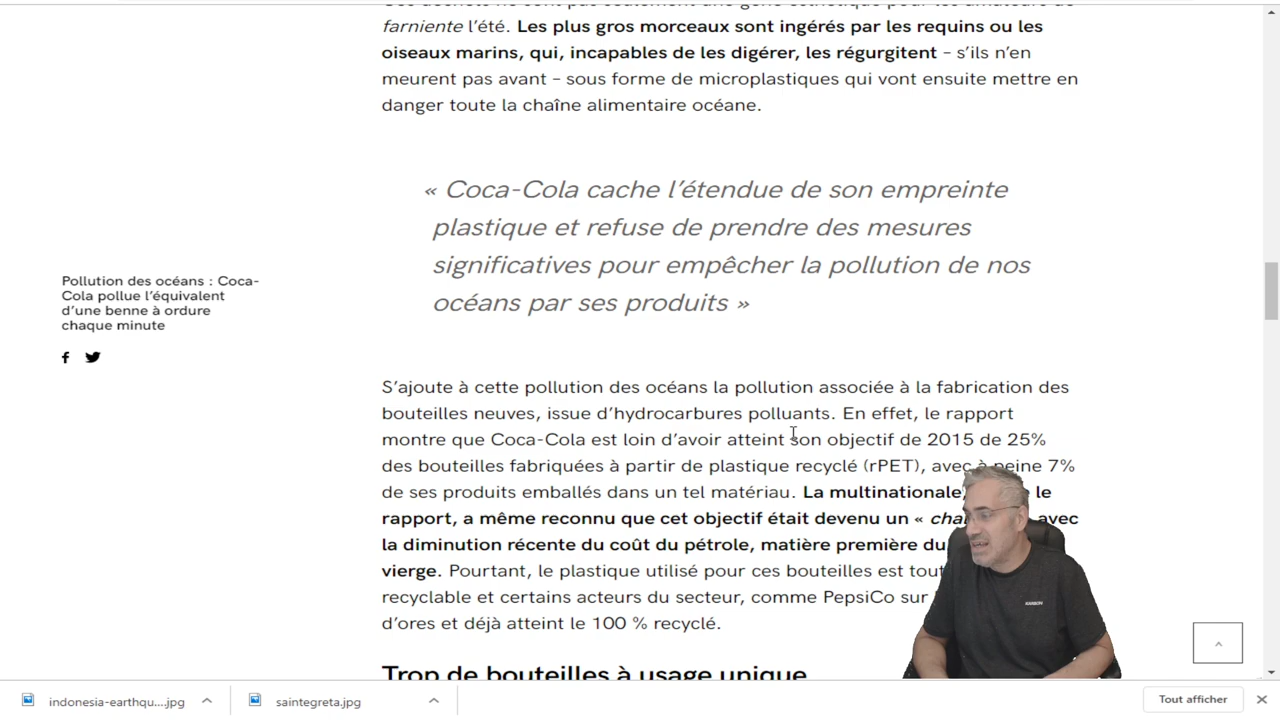 farniente l'été. Les plus gros morceaux sont ingérés par les requins ou les
oiseaux marins, qui, incapables de les digérer, les régurgitent – s'ils n'en
meurent pas avant – sous forme de microplastiques qui vont ensuite mettre en
danger toute la chaîne alimentaire océane.
« Coca-Cola cache l'étendue de son empreinte
plastique et refuse de prendre des mesures
significatives pour empêcher la pollution de nos
océans par ses produits »
Pollution des océans : Coca-
Cola pollue l'équivalent
d'une benne à ordure
chaque minute
S'ajoute à cette pollution des océans la pollution associée à la fabrication des
bouteilles neuves, issue d'hydrocarbures polluants. En effet, le rapport
montre que Coca-Cola est loin d'avoir atteint son objectif de 2015 de 25%
des bouteilles fabriquées à partir de plastique recyclé (rPET), avec à peine 7%
de ses produits emballés dans un tel matériau. La multinationale, le
rapport, a même reconnu que cet objectif était devenu un « avec
la diminution récente du coût du pétrole, matière première du
vierge. Pourtant, le plastique utilisé pour ces bouteilles est
recyclable et certains acteurs du secteur, comme PepsiCo sur
d'ores et déjà atteint le 100 % recyclé.
Trop de bouteilles à usage unique
KARBON
indonesia-earthqu....jpg
saintegreta.jpg
Tout afficher